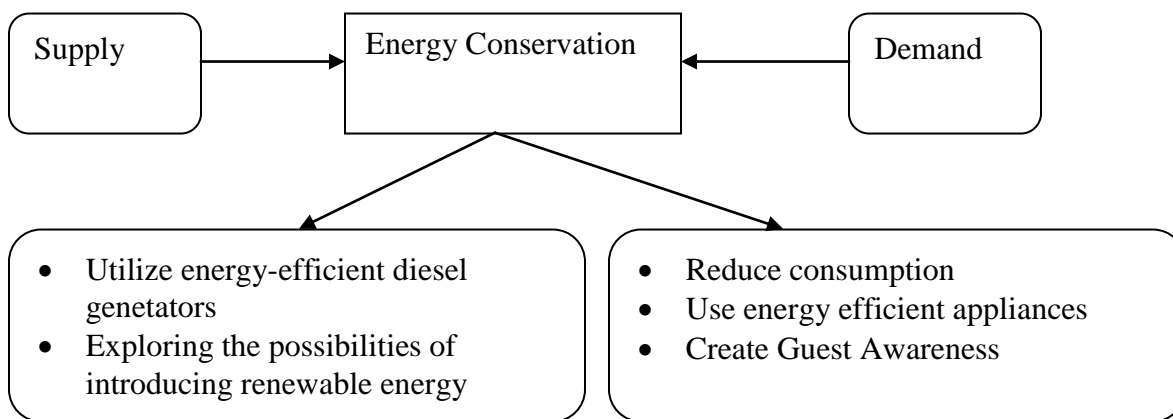 Supply
Energy Conservation
Demand
• Utilize energy-efficient diesel
genetators
• Exploring the possibilities of
introducing renewable energy
• Reduce consumption
• Use energy efficient appliances
• Create Guest Awareness